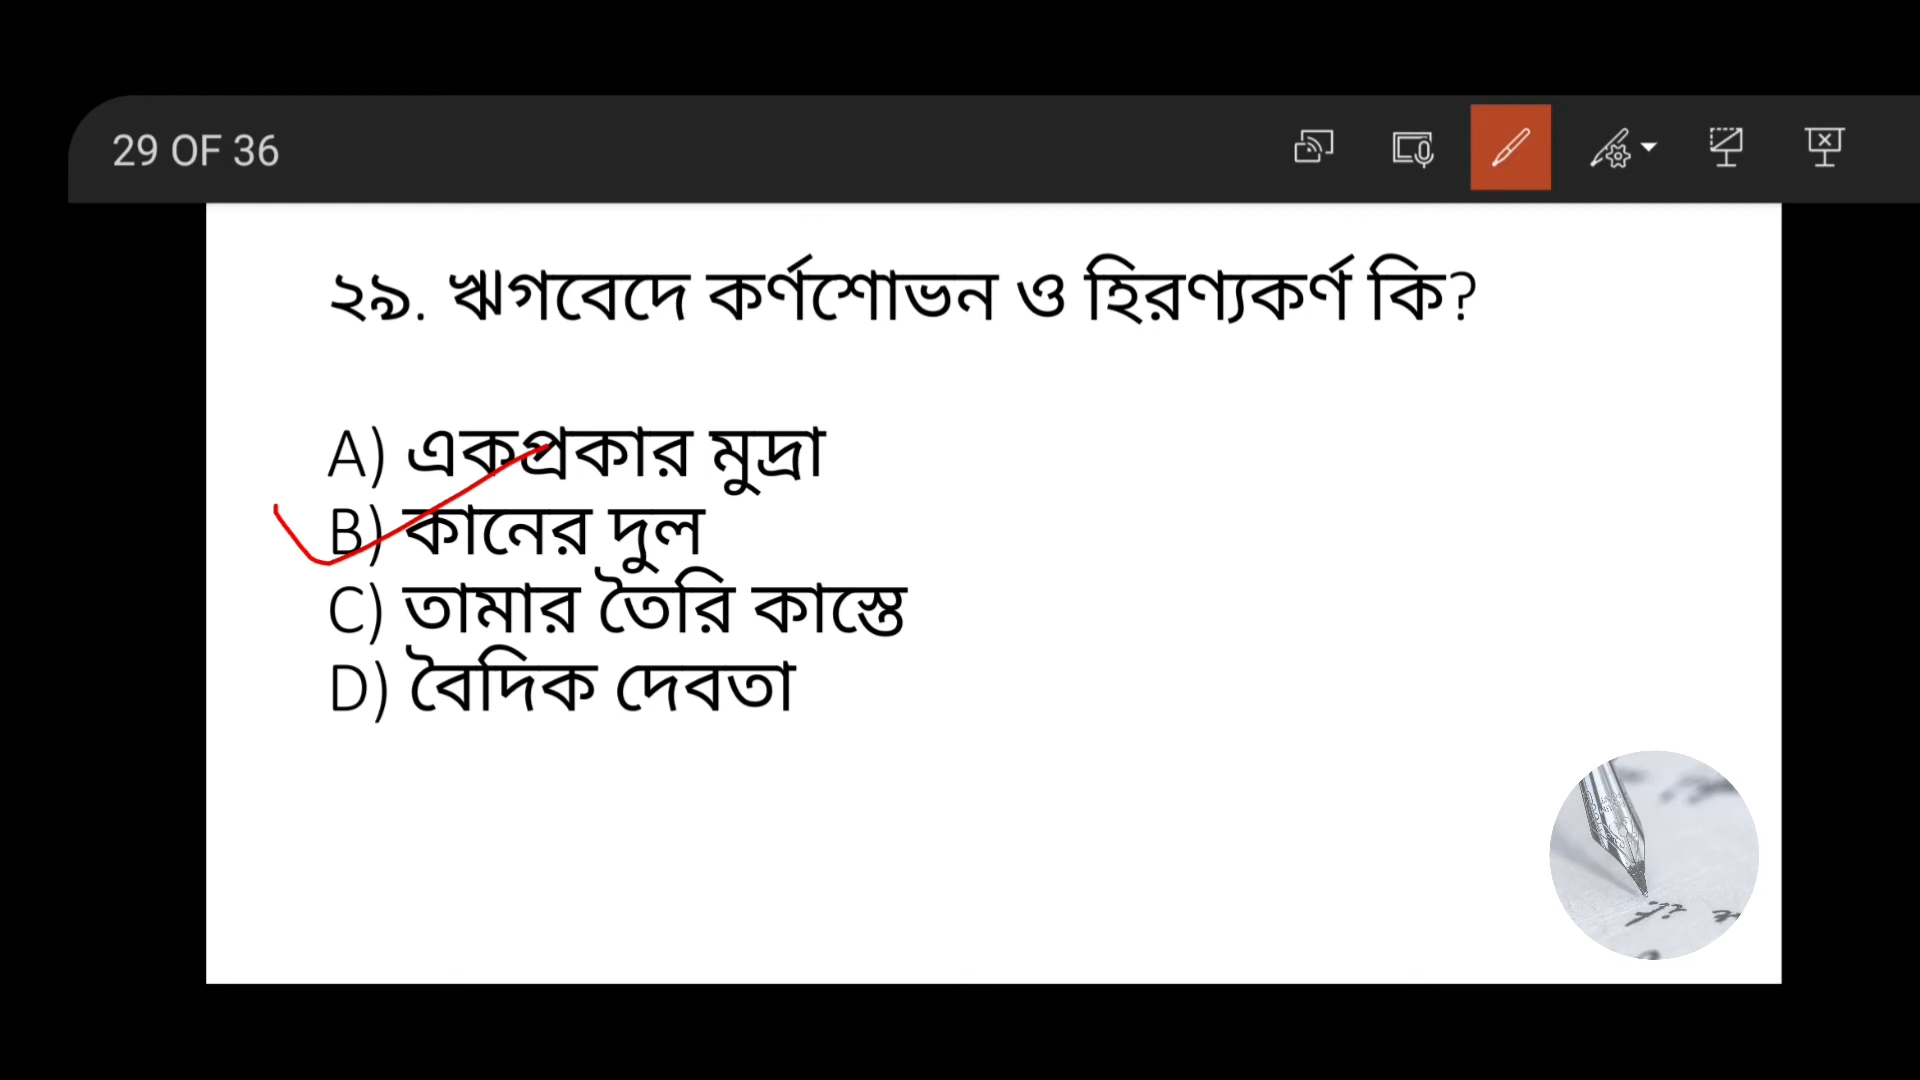 29 OF 36
২৯. ঋগবেদে কর্ণশোভন ও হিরণ্যকর্ণ কি?
A) একপ্রকার মুদ্রা
B) কানের দুল
C) তামার তৈরি কাস্তে
D) বৈদিক দেবতা